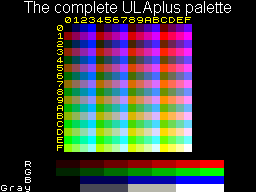 The complete ULAplus palette
0123456789ABCDEF
0
1
2
3
4
5
6
7
8
9
A
B
C
D
E
F
R
G
B
Gray